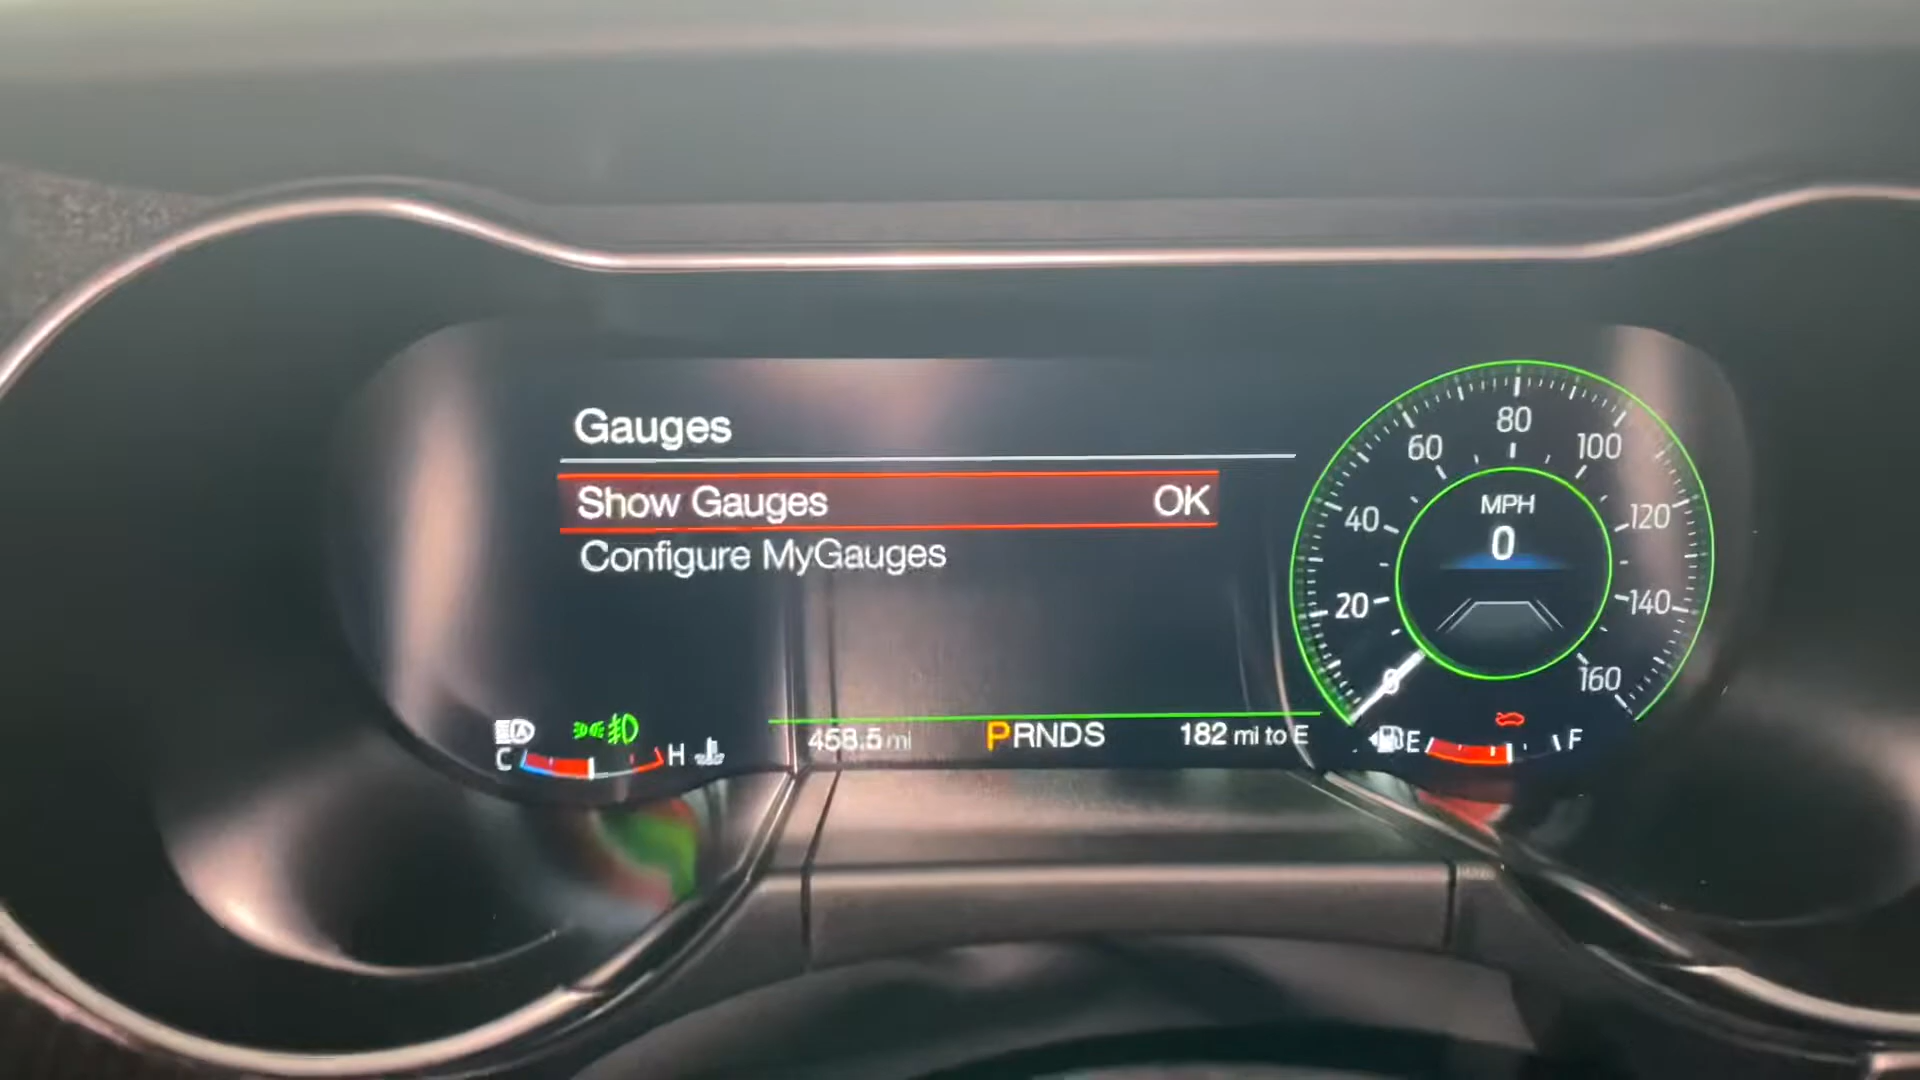 Gauges
Show Gauges OK
Configure MyGauges
MPH
0
0
20
40
60
80
100
120
140
160
C H
458.5 mi
PRNDS
182 mi to E
E F
A